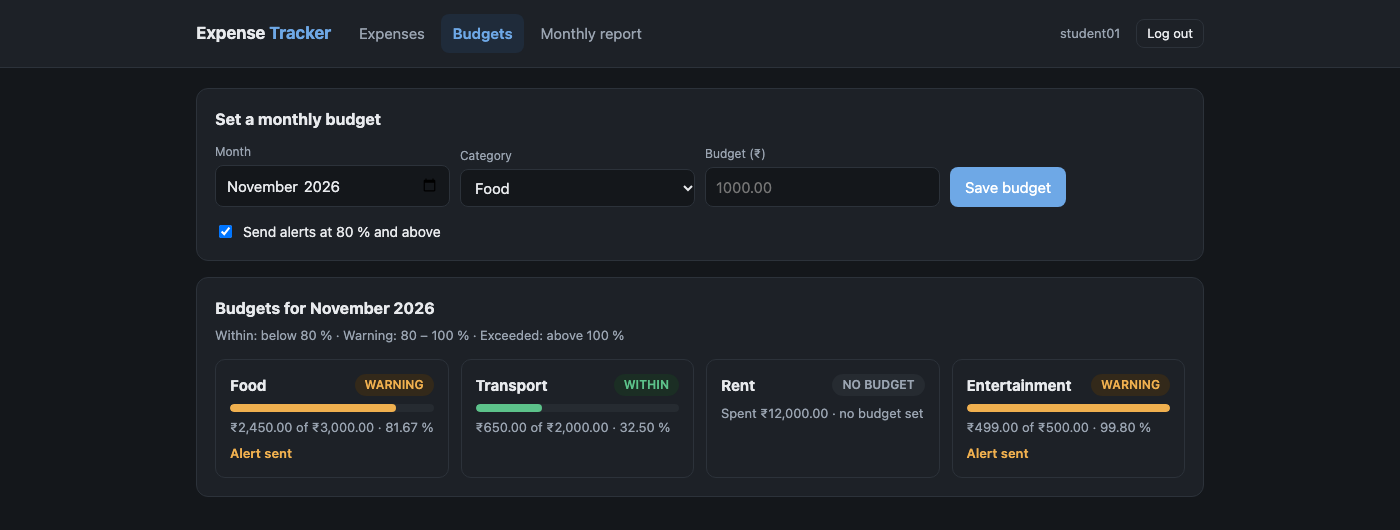 Expense Tracker Expenses Budgets Monthly report student01 Log out
Set a monthly budget
Month Category Budget (₹)
November 2026 Food 1000.00 Save budget
Send alerts at 80 % and above
Budgets for November 2026
Within: below 80 % · Warning: 80 – 100 % · Exceeded: above 100 %
Food WARNING
₹2,450.00 of ₹3,000.00 · 81.67 %
Alert sent
Transport WITHIN
₹650.00 of ₹2,000.00 · 32.50 %
Rent NO BUDGET
Spent ₹12,000.00 · no budget set
Entertainment WARNING
₹499.00 of ₹500.00 · 99.80 %
Alert sent